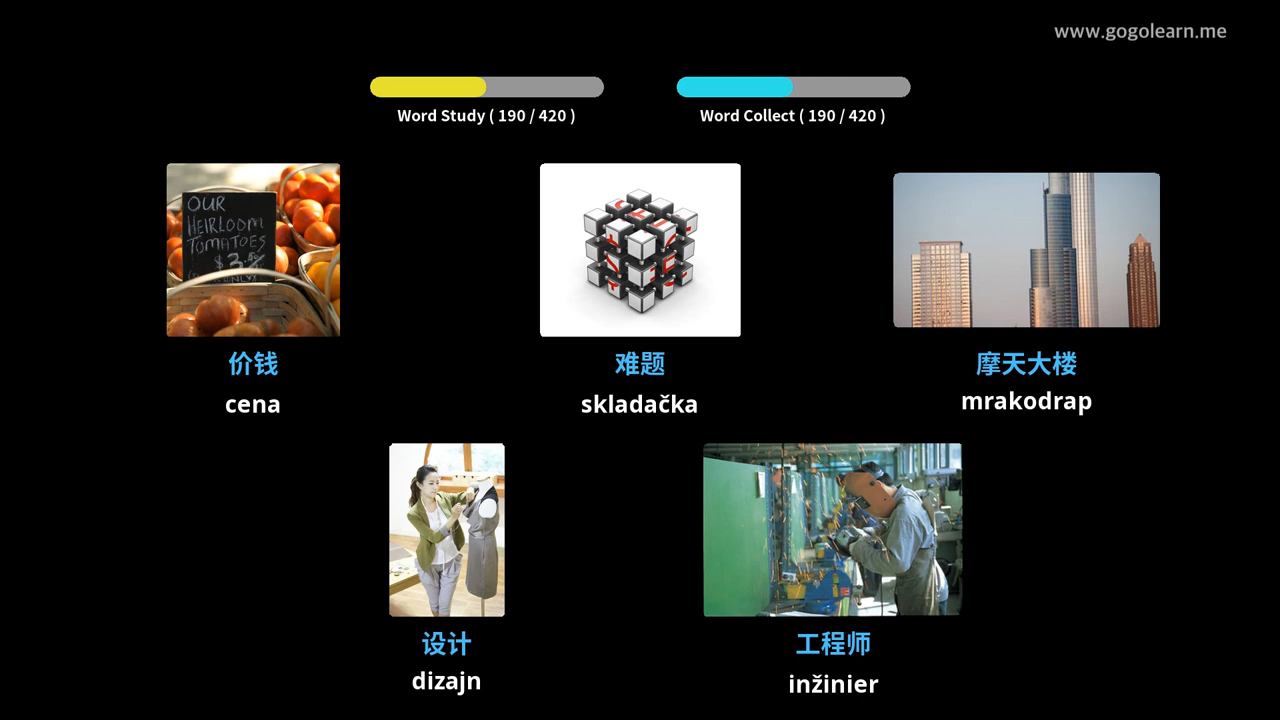 www.gogolearn.me
Word Study ( 190 / 420 )
Word Collect ( 190 / 420 )
OUR
HEIRLOOM
TOMATOES
价钱
cena
难题
skladačka
摩天大楼
mrakodrap
设计
dizajn
工程师
inžinier